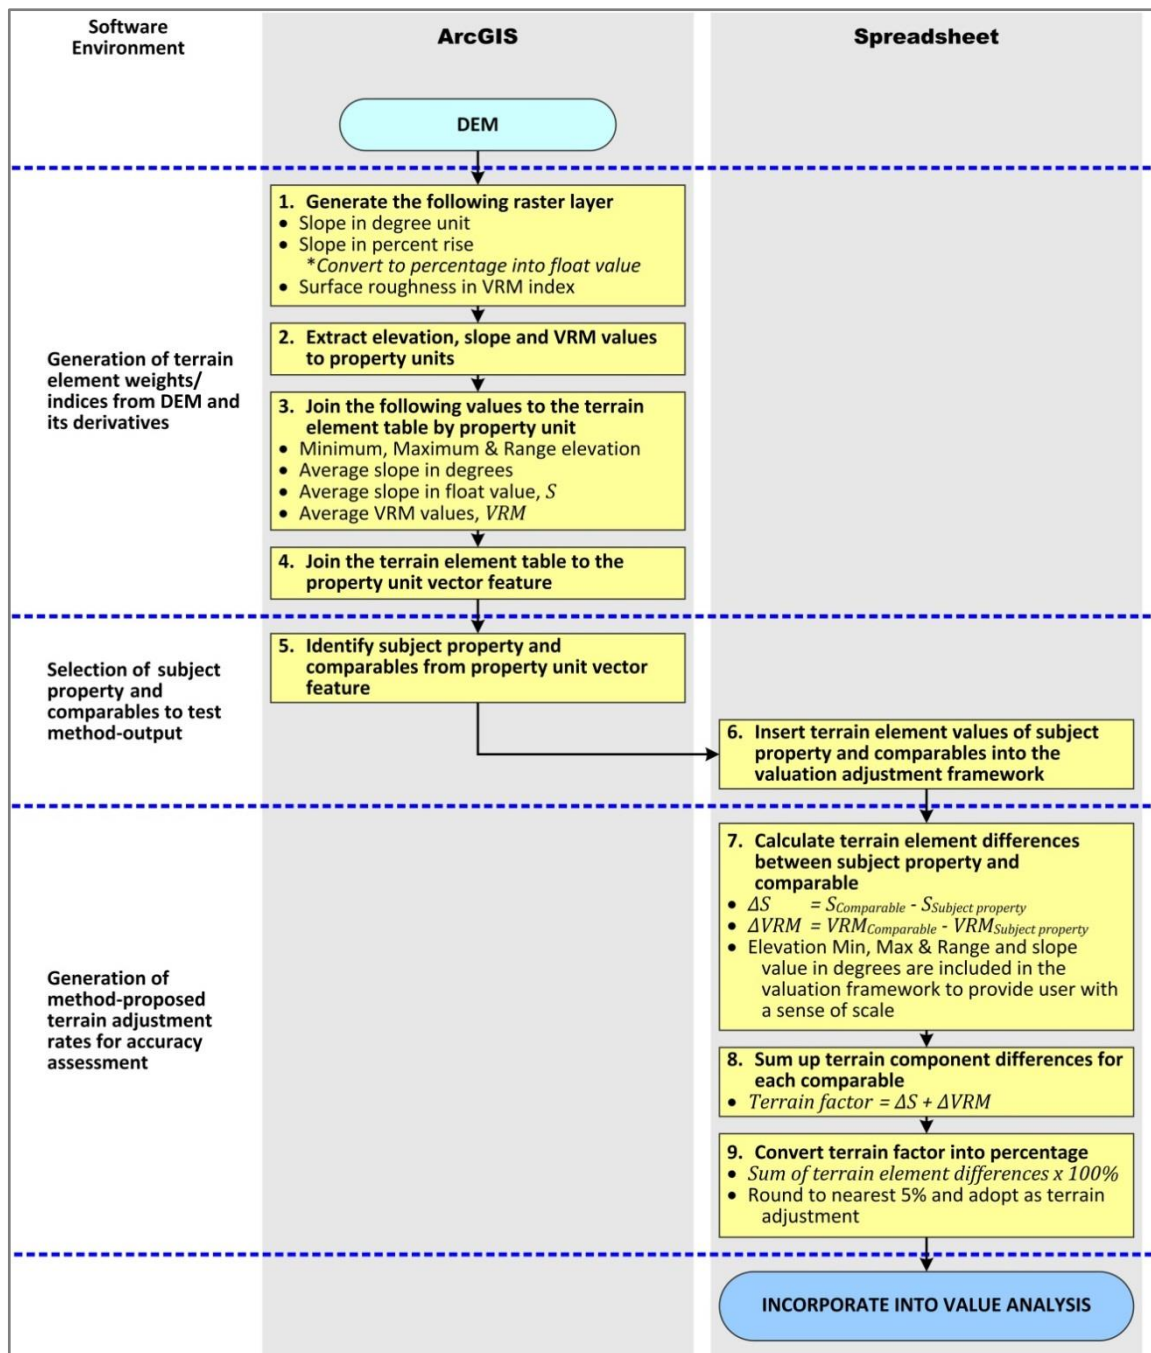 Software
Environment
ArcGIS
Spreadsheet
DEM
Generation of terrain
element weights/
indices from DEM and
its derivatives
1. Generate the following raster layer
• Slope in degree unit
• Slope in percent rise
*Convert to percentage into float value
• Surface roughness in VRM index
2. Extract elevation, slope and VRM values
to property units
3. Join the following values to the terrain
element table by property unit
• Minimum, Maximum & Range elevation
• Average slope in degrees
• Average slope in float value, S
• Average VRM values, VRM
4. Join the terrain element table to the
property unit vector feature
Selection of subject
property and
comparables to test
method-output
5. Identify subject property and
comparables from property unit vector
feature
6. Insert terrain element values of subject
property and comparables into the
valuation adjustment framework
Generation of
method-proposed
terrain adjustment
rates for accuracy
assessment
7. Calculate terrain element differences
between subject property and
comparable
• ΔS = S Comparable - S Subject property
• ΔVRM = VRM Comparable - VRM Subject property
• Elevation Min, Max & Range and slope
value in degrees are included in the
valuation framework to provide user with
a sense of scale
8. Sum up terrain component differences for
each comparable
• Terrain factor = ΔS + ΔVRM
9. Convert terrain factor into percentage
• Sum of terrain element differences x 100%
• Round to nearest 5% and adopt as terrain
adjustment
INCORPORATE INTO VALUE ANALYSIS